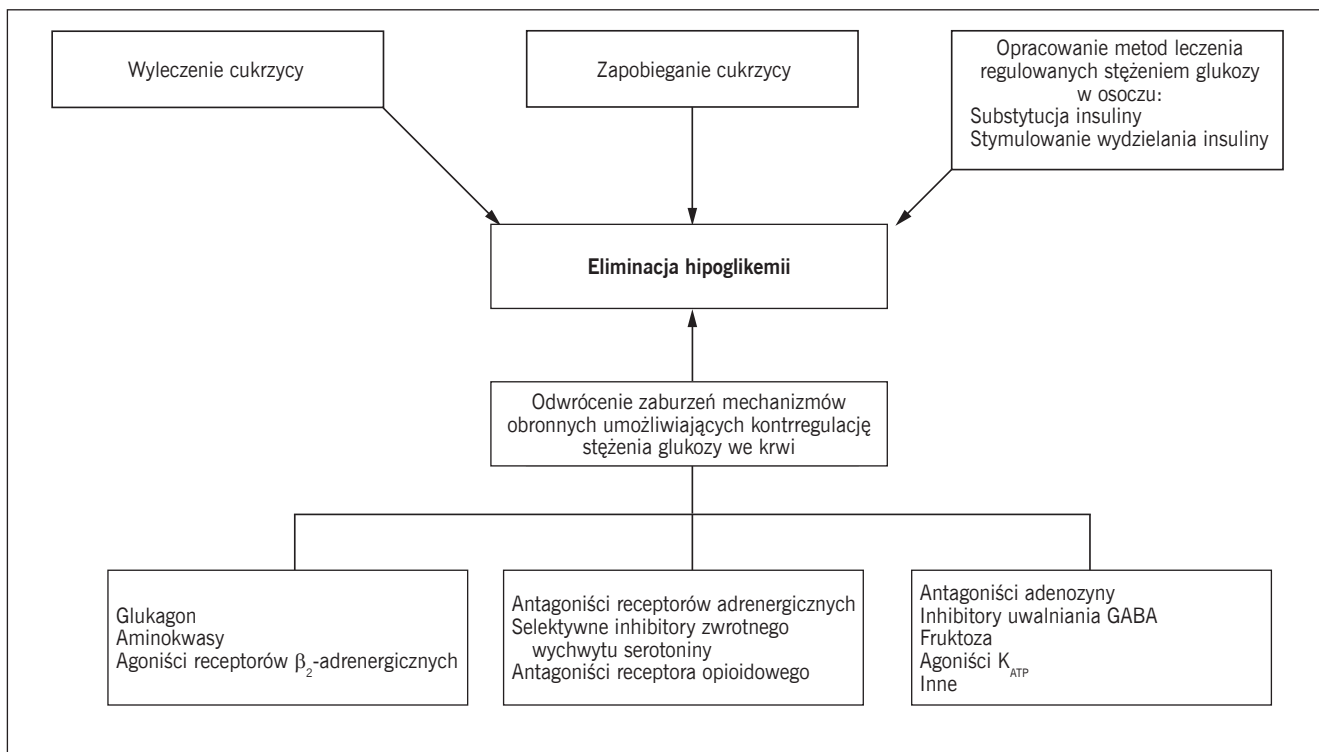 Wyleczenie cukrzycy
Zapobieganie cukrzycy
Opracowanie metod leczenia
regulowanych stężeniem glukozy
w osoczu:
Substytucja insuliny
Stymulowanie wydzielania insuliny
Eliminacja hipoglikemii
Odwrócenie zaburzeń mechanizmów
obronnych umożliwiających kontrregulację
stężenia glukozy we krwi
Glukagon
Aminokwasy
Agoniści receptorów β₂-adrenergicznych
Antagoniści receptorów adrenergicznych
Selektywne inhibitory zwrotnego
wychwytu serotoniny
Antagoniści receptora opioidowego
Antagoniści adenozyny
Inhibitory uwalniania GABA
Fruktoza
Agoniści K_ATP
Inne